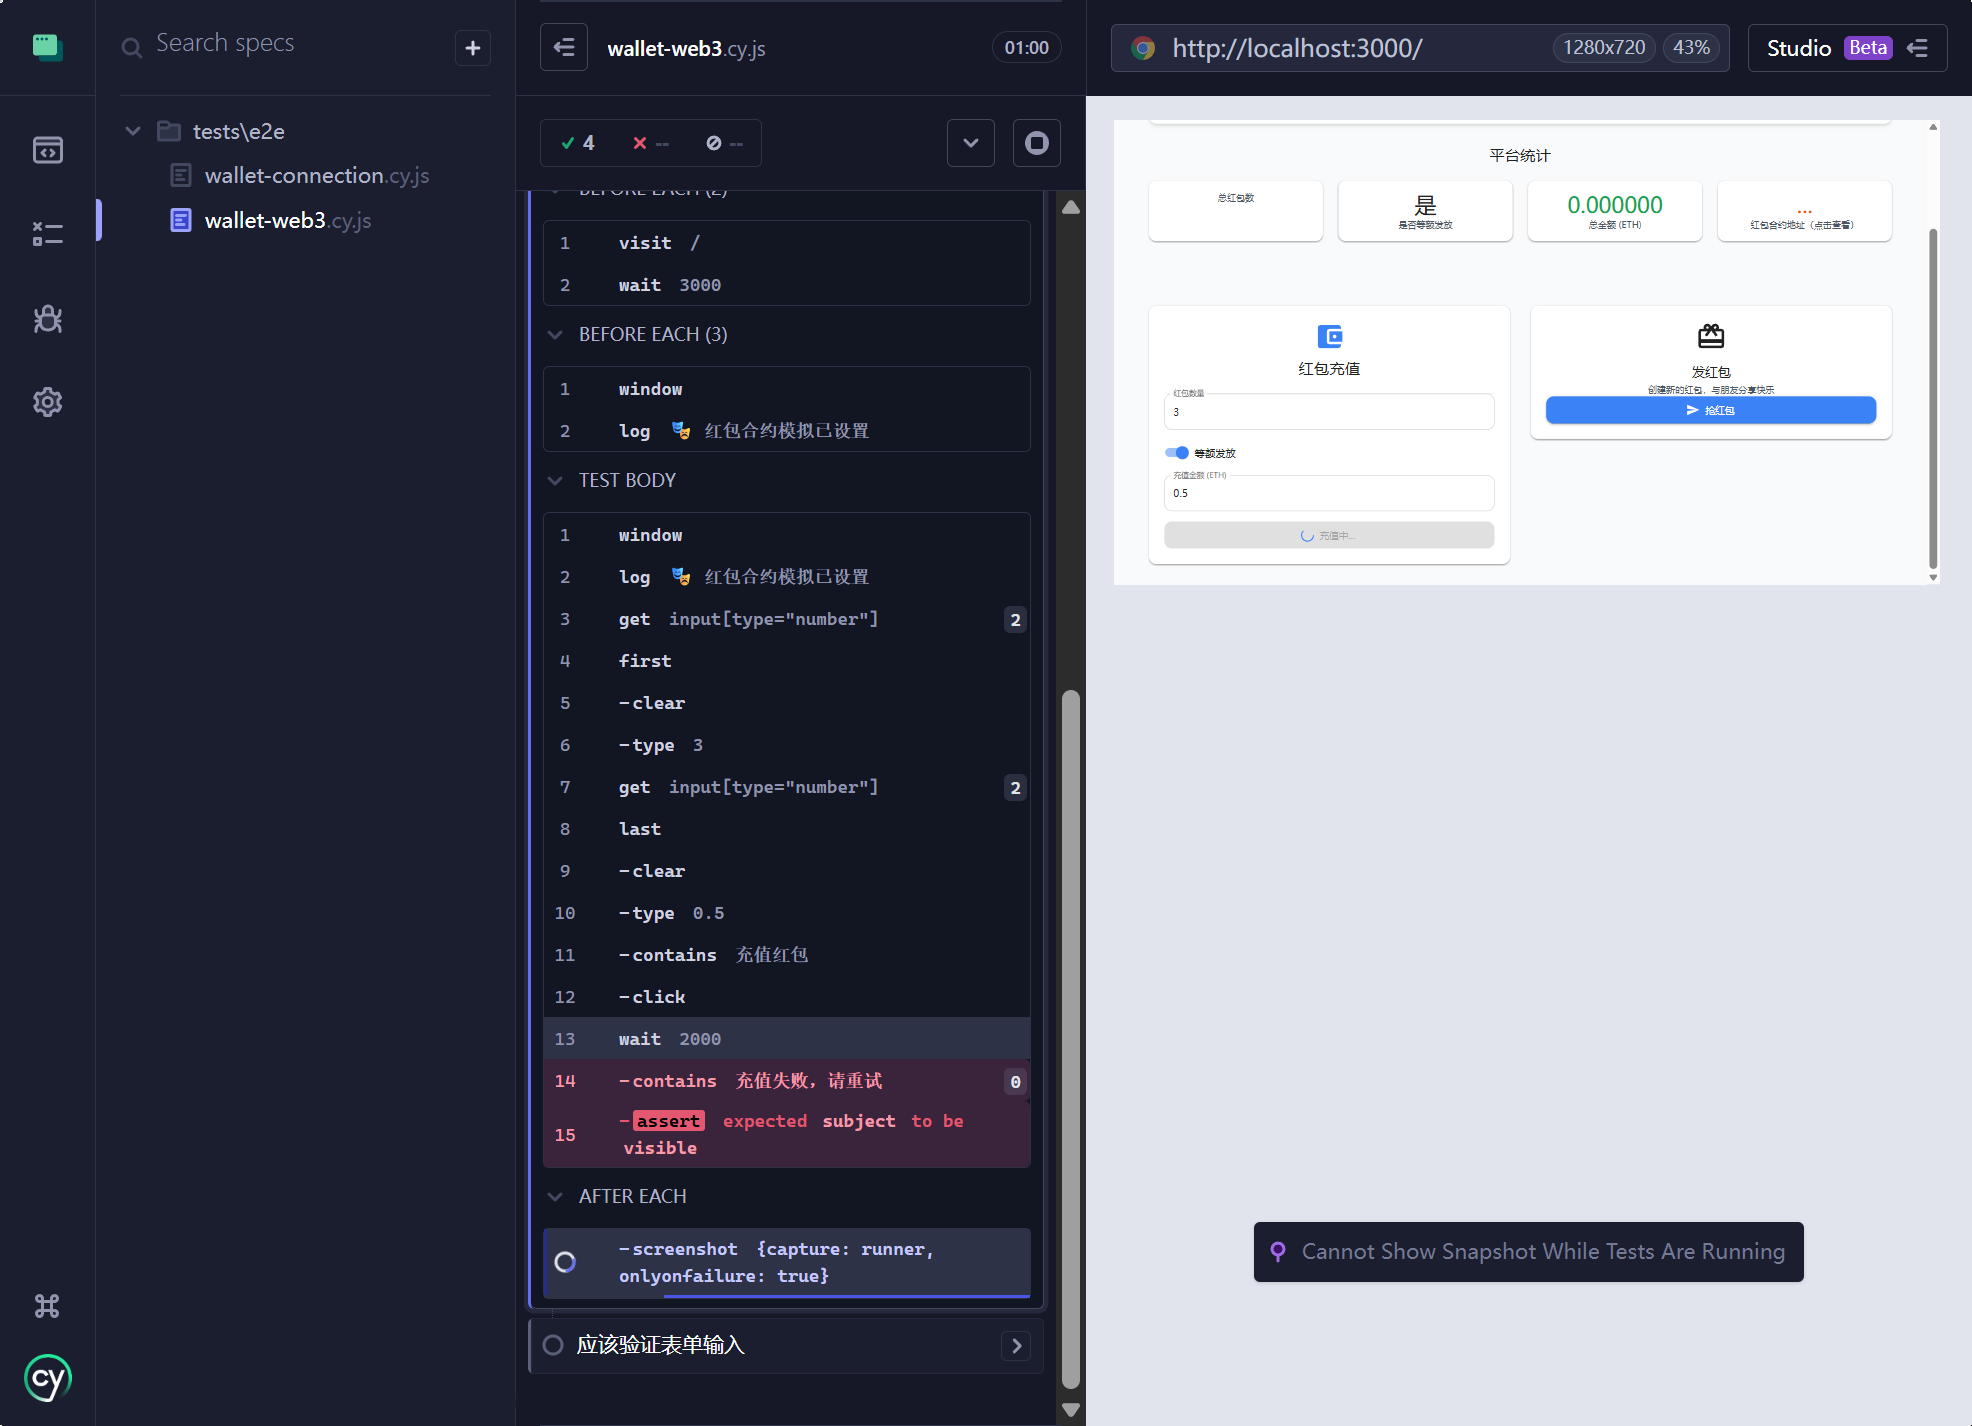 Search specs
+
tests\e2e
wallet-connection.cy.js
wallet-web3.cy.js
cy
wallet-web3.cy.js
01:00
4
--
--
BEFORE EACH (2)
1 visit /
2 wait 3000
BEFORE EACH (3)
1 window
2 log 🎭 红包合约模拟已设置
TEST BODY
1 window
2 log 🎭 红包合约模拟已设置
3 get input[type="number"] 2
4 first
5 -clear
6 -type 3
7 get input[type="number"] 2
8 last
9 -clear
10 -type 0.5
11 -contains 充值红包
12 -click
13 wait 2000
14 -contains 充值失败，请重试 0
15 -assert expected subject to be
visible
AFTER EACH
-screenshot {capture: runner,
onlyonfailure: true}
应该验证表单输入
http://localhost:3000/
1280x720
43%
Studio Beta
平台统计
总红包数
是
是否等额发放
0.000000
总金额 (ETH)
...
红包合约地址（点击查看）
红包充值
红包数量
3
等额发放
充值金额 (ETH)
0.5
充值中...
发红包
创建新的红包，与朋友分享快乐
抢红包
Cannot Show Snapshot While Tests Are Running